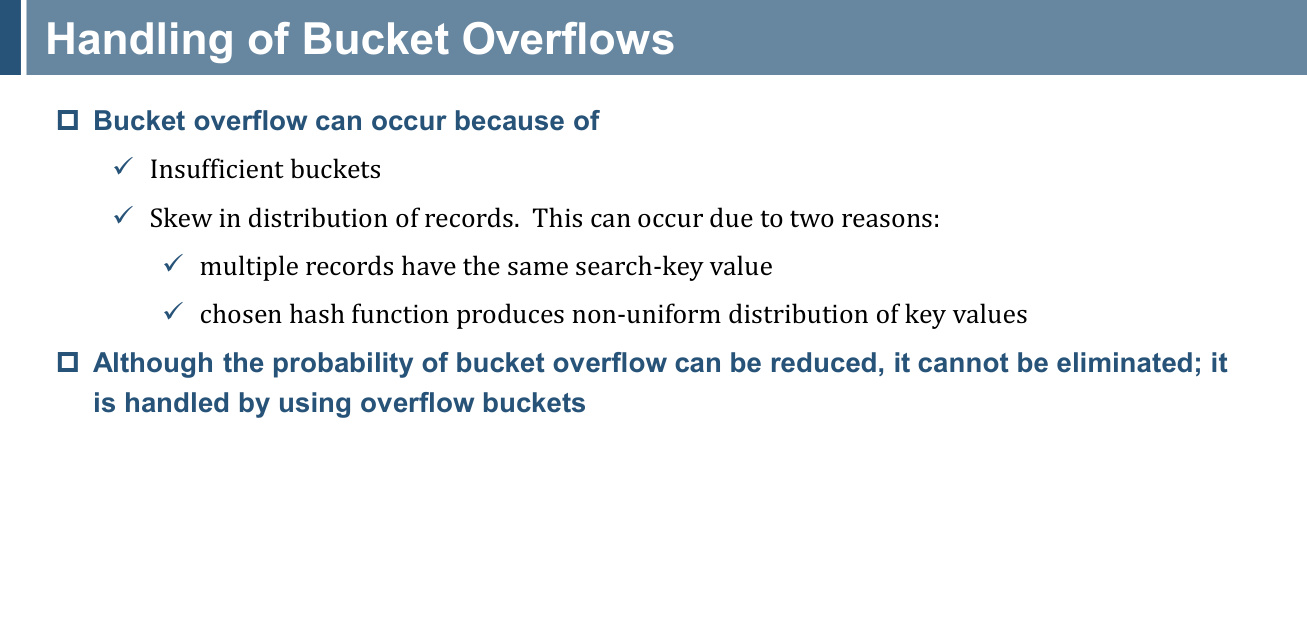 Handling of Bucket Overflows
Bucket overflow can occur because of
Insufficient buckets
Skew in distribution of records.  This can occur due to two reasons:
multiple records have the same search-key value
chosen hash function produces non-uniform distribution of key values
Although the probability of bucket overflow can be reduced, it cannot be eliminated; it
is handled by using overflow buckets